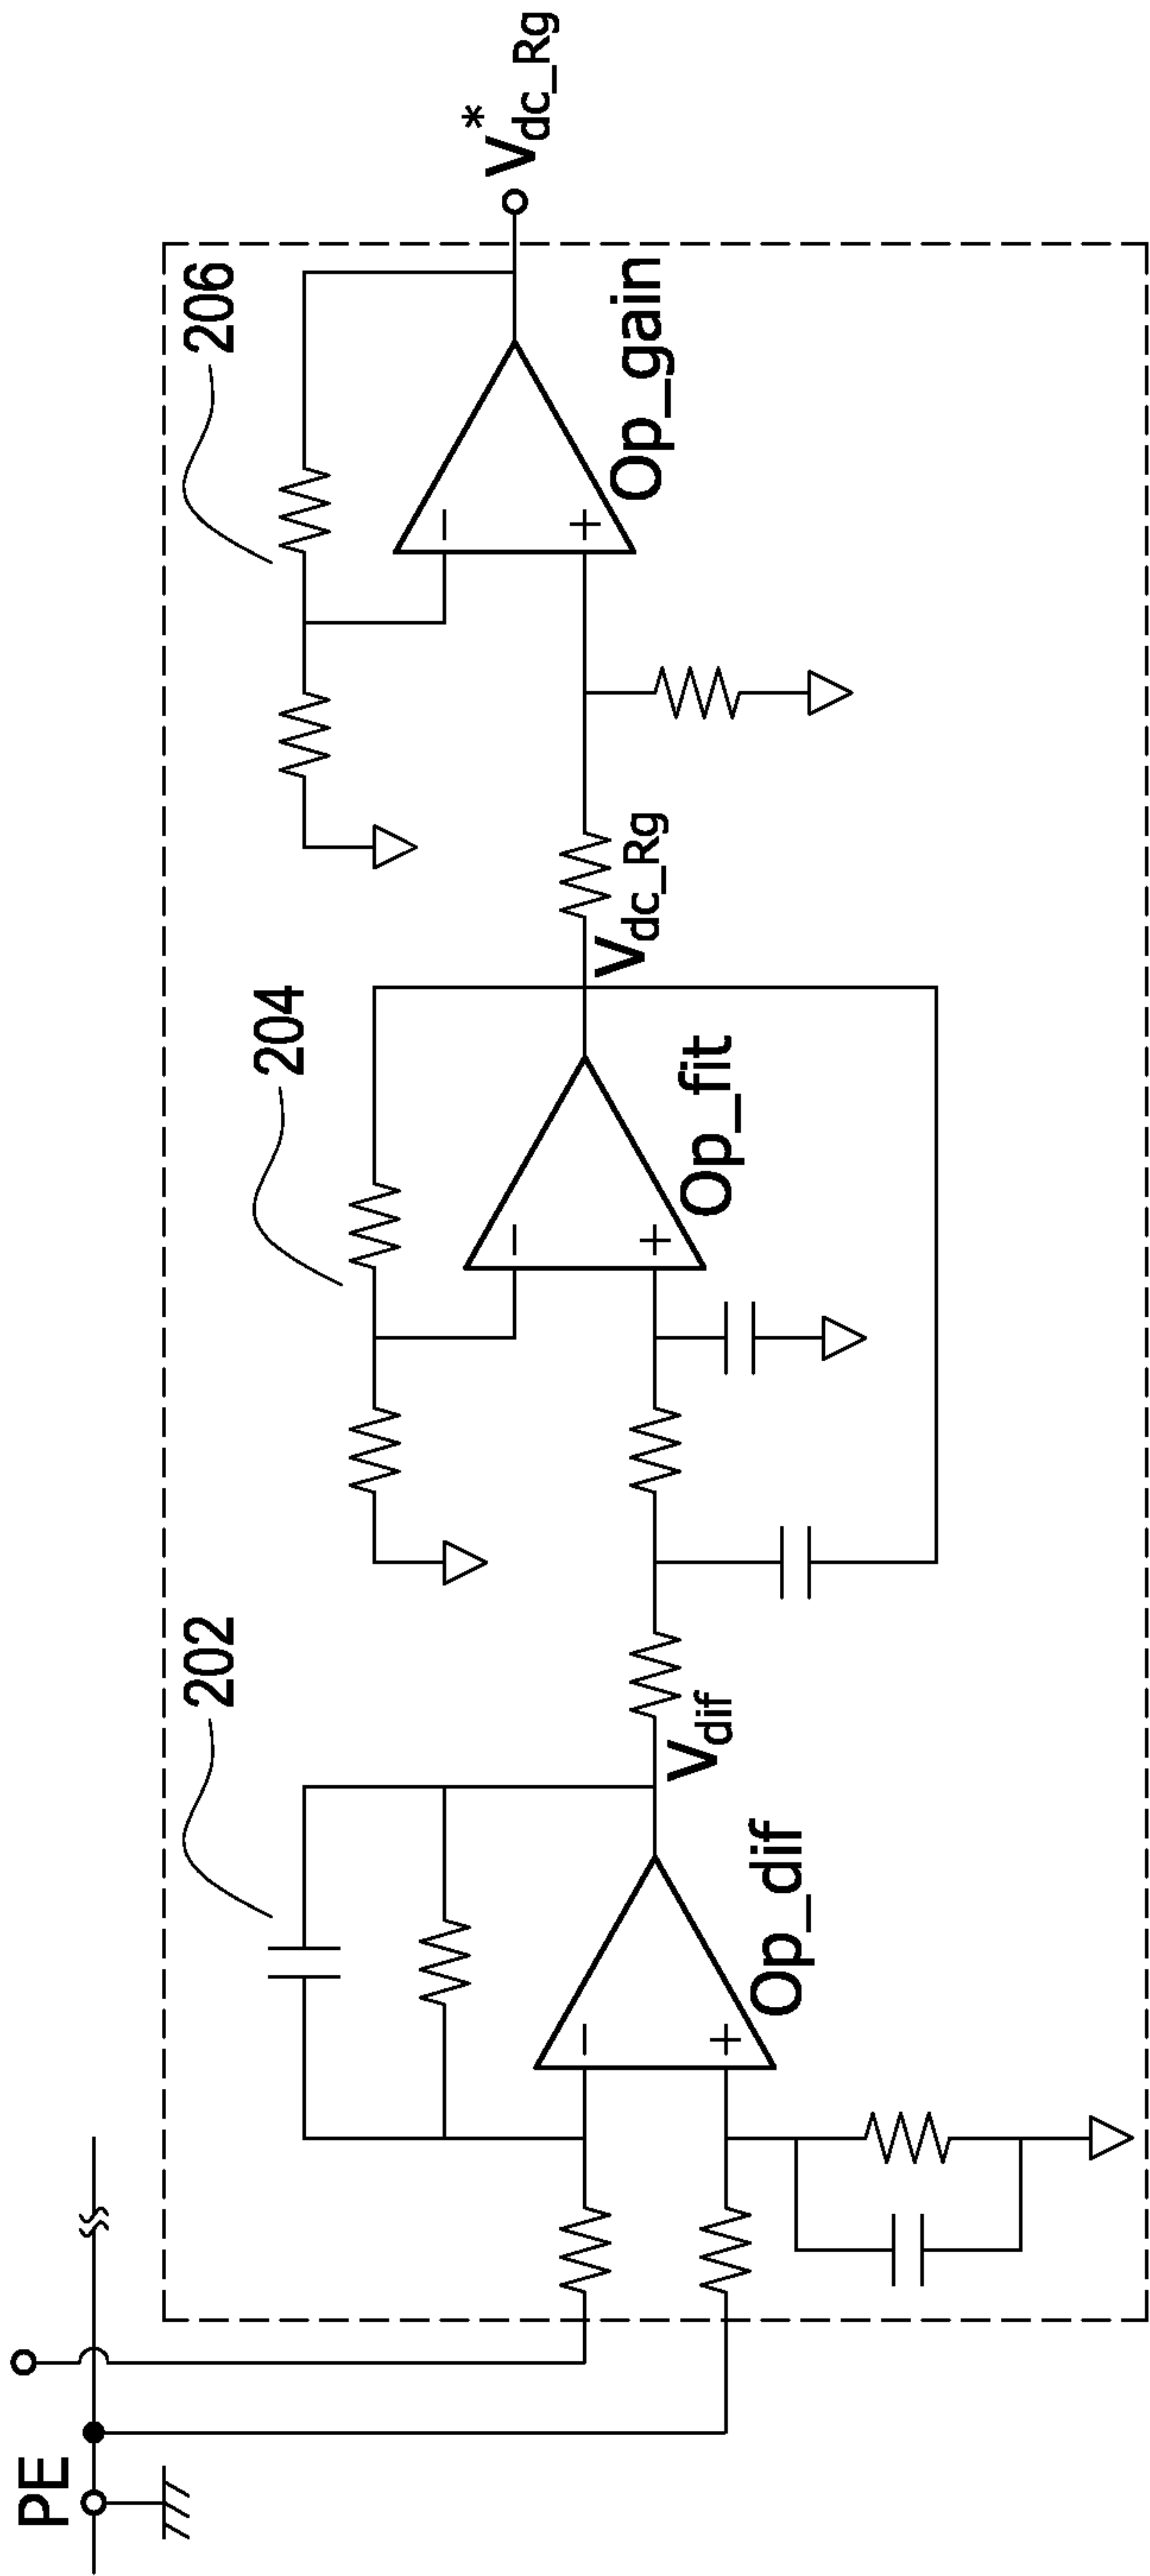 PE
202
204
206
Op_dif
Vdif
Op_fit
Vdc_Rg
Op_gain
V*dc_Rg